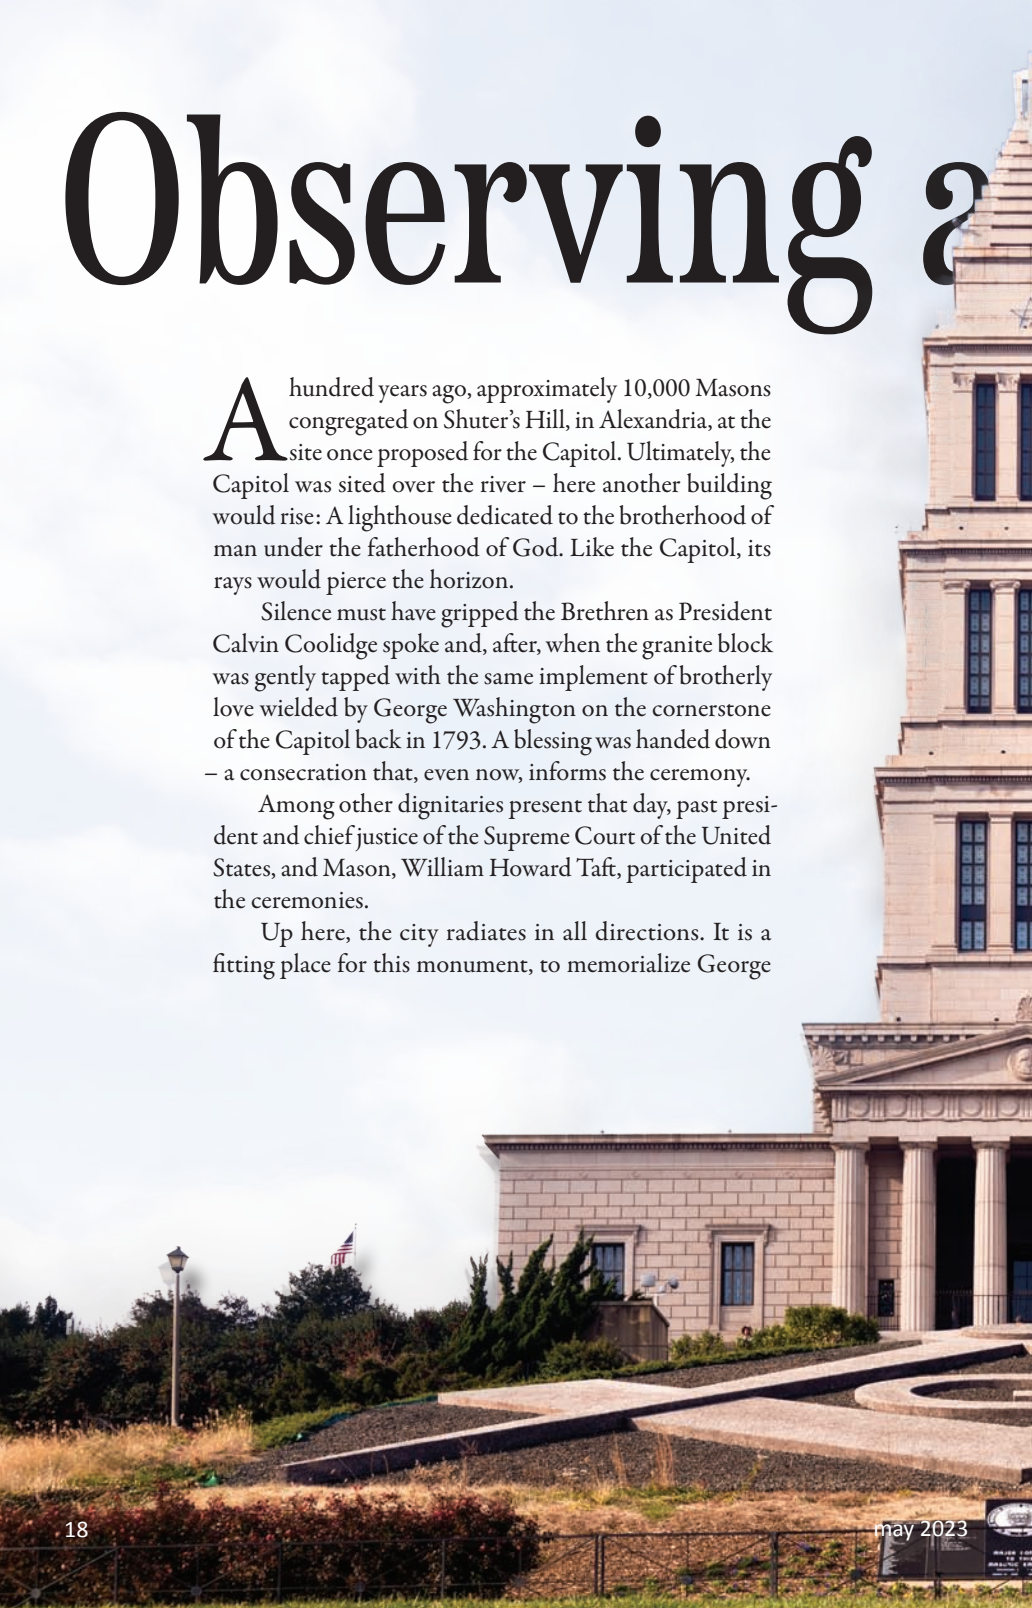 Observing a
A hundred years ago, approximately 10,000 Masons
congregated on Shuter's Hill, in Alexandria, at the
site once proposed for the Capitol. Ultimately, the
Capitol was sited over the river – here another building
would rise: A lighthouse dedicated to the brotherhood of
man under the fatherhood of God. Like the Capitol, its
rays would pierce the horizon.
Silence must have gripped the Brethren as President
Calvin Coolidge spoke and, after, when the granite block
was gently tapped with the same implement of brotherly
love wielded by George Washington on the cornerstone
of the Capitol back in 1793. A blessing was handed down
– a consecration that, even now, informs the ceremony.
Among other dignitaries present that day, past presi-
dent and chief justice of the Supreme Court of the United
States, and Mason, William Howard Taft, participated in
the ceremonies.
Up here, the city radiates in all directions. It is a
fitting place for this monument, to memorialize George
18
may 2023